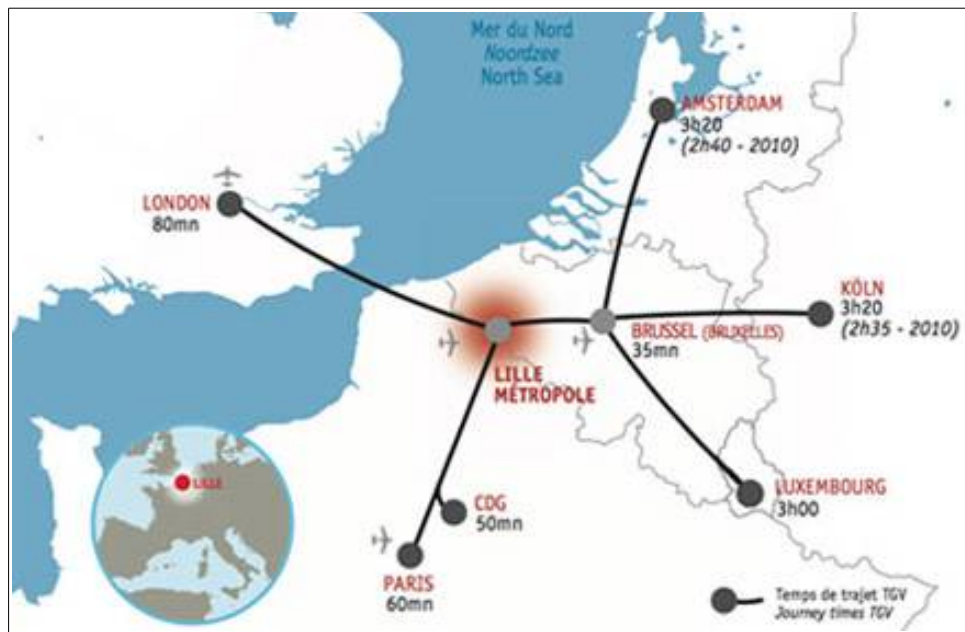 Mer du Nord
Noordzee
North Sea
AMSTERDAM
3h20
(2h40 - 2010)
LONDON
80mn
KÖLN
3h20
(2h35 - 2010)
BRUSSEL (BRUXELLES)
35mn
LILLE
MÉTROPOLE
LILLE
CDG
50mn
LUXEMBOURG
3h00
PARIS
60mn
Temps de trajet TGV
Journey times TGV